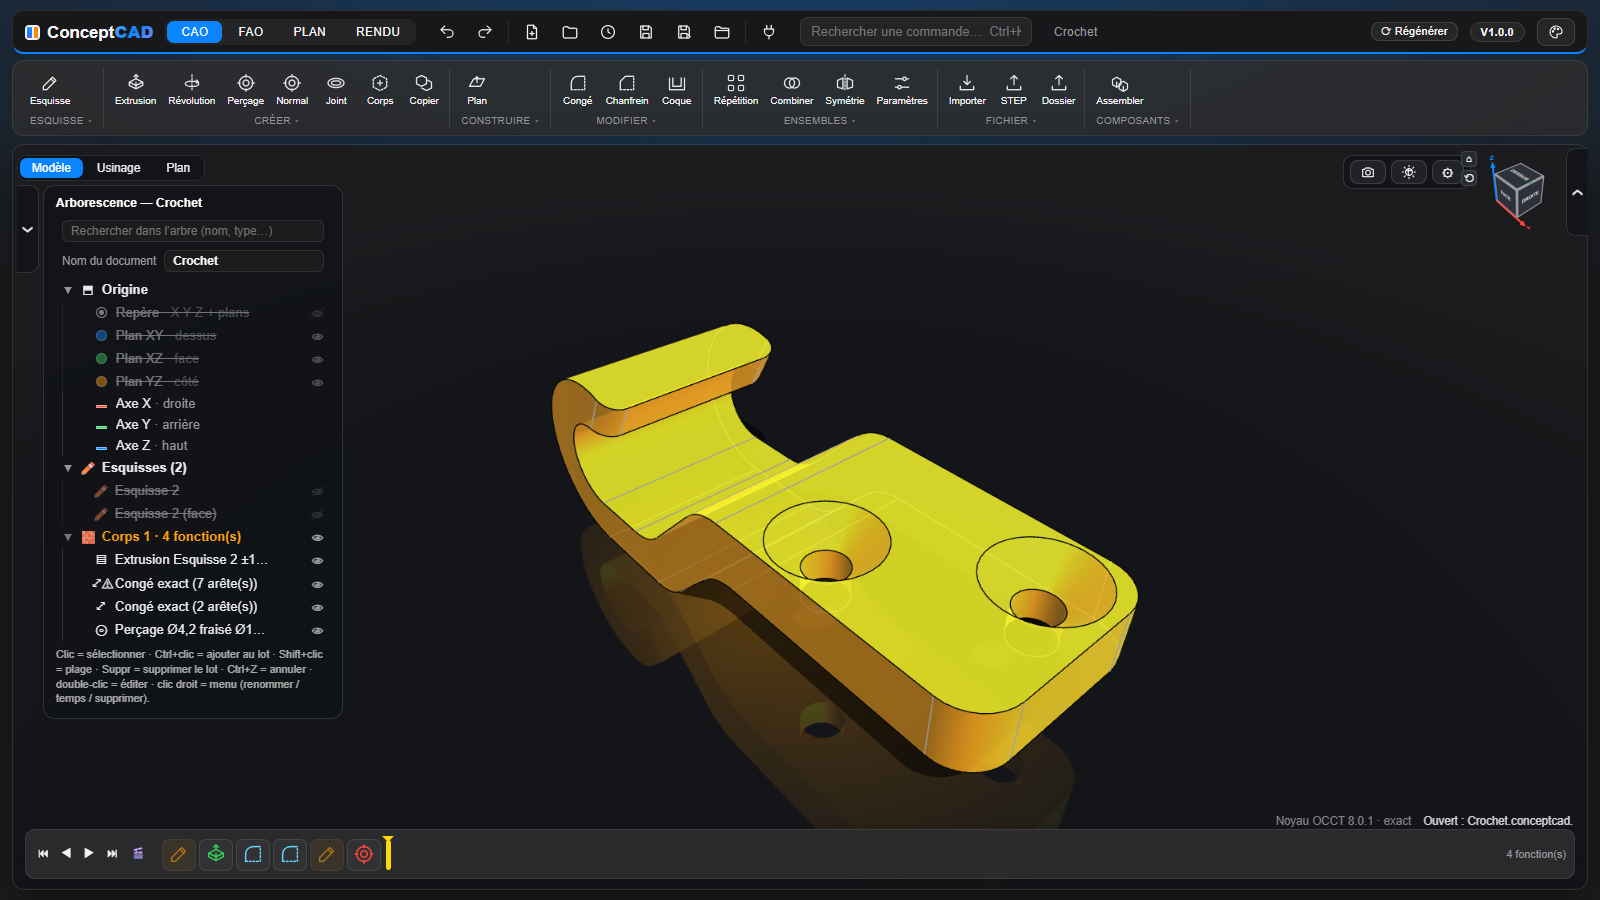 ConceptCAD
CAO
FAO
PLAN
RENDU
Rechercher une commande… Ctrl+K
Crochet
Régénérer
V1.0.0
Esquisse
ESQUISSE
Extrusion
Révolution
Perçage
Normal
Joint
Corps
Copier
CRÉER
Plan
CONSTRUIRE
Congé
Chanfrein
Coque
MODIFIER
Répétition
Combiner
Symétrie
Paramètres
ENSEMBLES
Importer
STEP
Dossier
FICHIER
Assembler
COMPOSANTS
Modèle
Usinage
Plan
Z
Arborescence — Crochet
Rechercher dans l'arbre (nom, type…)
Nom du document
Crochet
Origine
Repère · X Y Z + plans
Plan XY · dessus
Plan XZ · face
Plan YZ · côté
Axe X · droite
Axe Y · arrière
Axe Z · haut
Esquisses (2)
Esquisse 2
Esquisse 2 (face)
Corps 1 · 4 fonction(s)
Extrusion Esquisse 2 ±1…
Congé exact (7 arête(s))
Congé exact (2 arête(s))
Perçage Ø4,2 fraisé Ø1…
Clic = sélectionner · Ctrl+clic = ajouter au lot · Shift+clic
= plage · Suppr = supprimer le lot · Ctrl+Z = annuler ·
double-clic = éditer · clic droit = menu (renommer /
temps / supprimer).
Noyau OCCT 8.0.1 · exact
Ouvert : Crochet.conceptcad.
4 fonction(s)